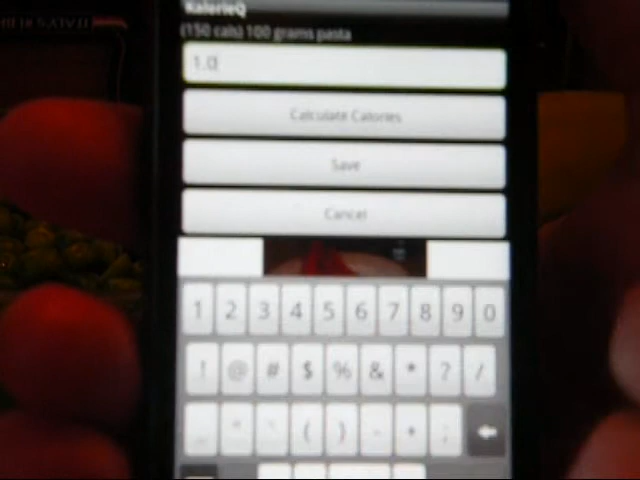 KalorieQ
(150 cals) 100 grams pasta
1.0
Calculate Calories
Save
Cancel
1 2 3 4 5 6 7 8 9 0
! @ # $ % & * ? /
_ " ' ( ) - + ;